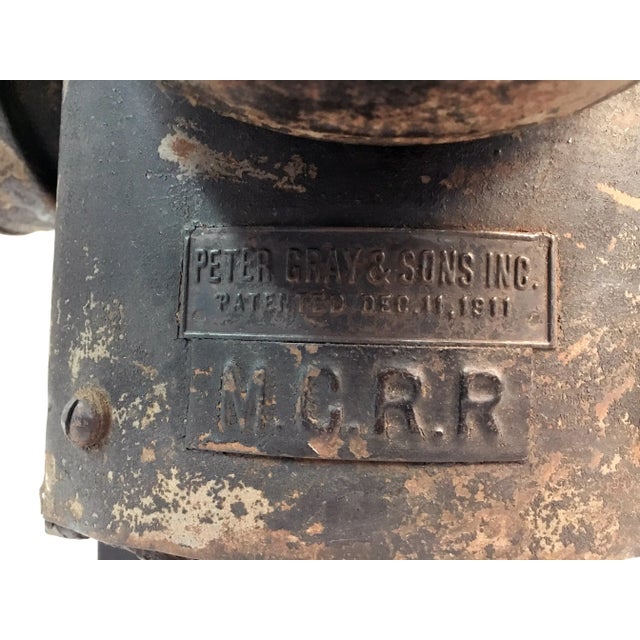 PETER GRAY & SONS INC.
PATENTED DEC. 11, 1911
M.C.R.R